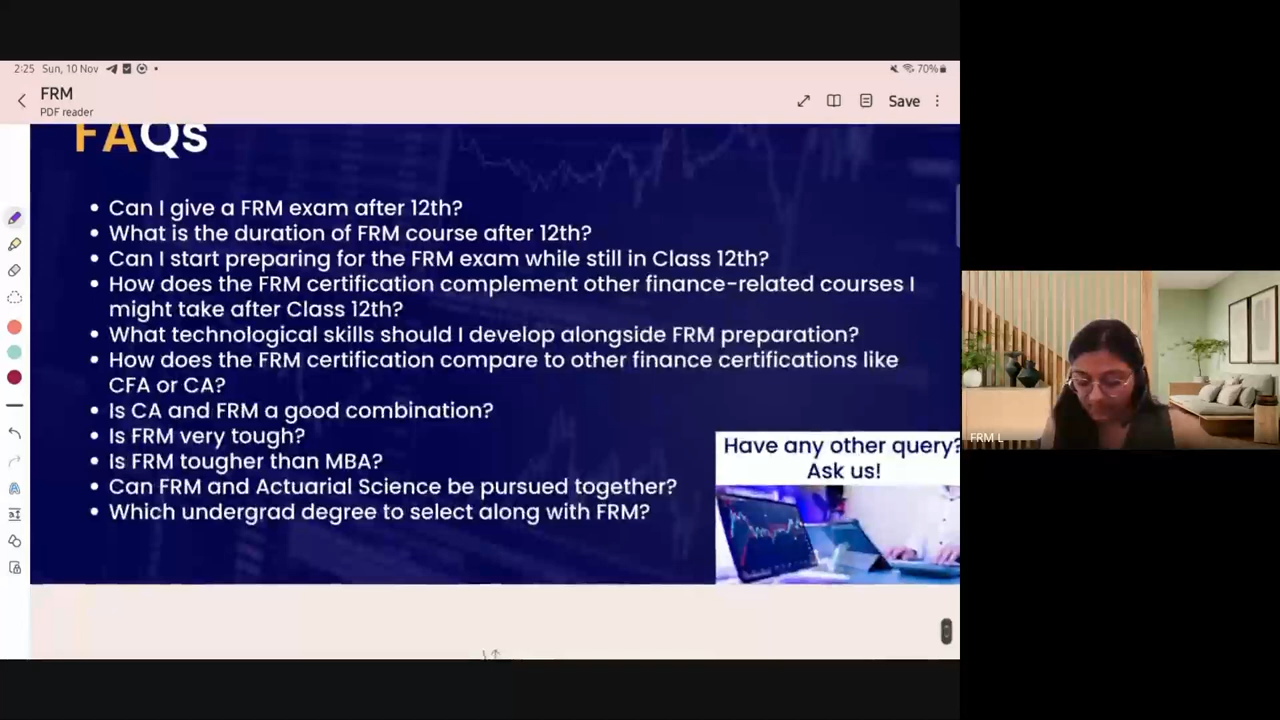 2:25 Sun, 10 Nov
70%
FRM
PDF reader
Save
FAQs
• Can I give a FRM exam after 12th?
• What is the duration of FRM course after 12th?
• Can I start preparing for the FRM exam while still in Class 12th?
• How does the FRM certification complement other finance-related courses I
might take after Class 12th?
• What technological skills should I develop alongside FRM preparation?
• How does the FRM certification compare to other finance certifications like
CFA or CA?
• Is CA and FRM a good combination?
• Is FRM very tough?
• Is FRM tougher than MBA?
• Can FRM and Actuarial Science be pursued together?
• Which undergrad degree to select along with FRM?
Have any other query?
Ask us!
FRM L